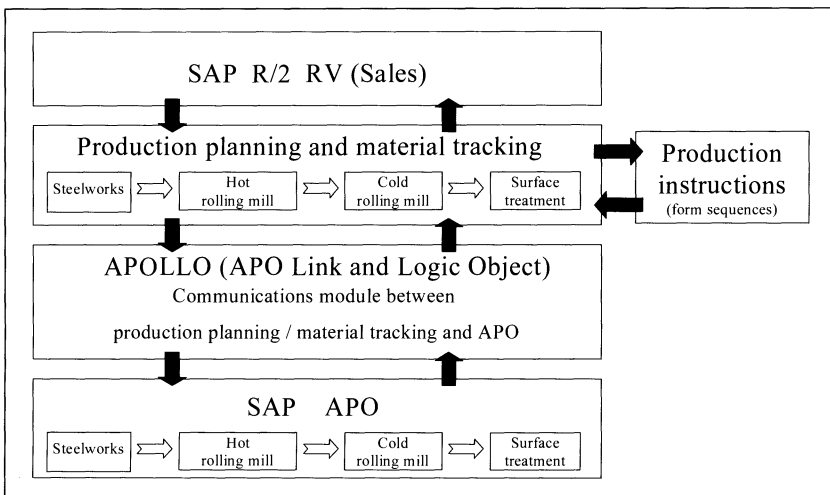 SAP R/2 RV (Sales)
Production planning and material tracking
Steelworks
Hot
rolling mill
Cold
rolling mill
Surface
treatment
Production
instructions
(form sequences)
APOLLO (APO Link and Logic Object)
Communications module between
production planning / material tracking and APO
SAP APO
Steelworks
Hot
rolling mill
Cold
rolling mill
Surface
treatment